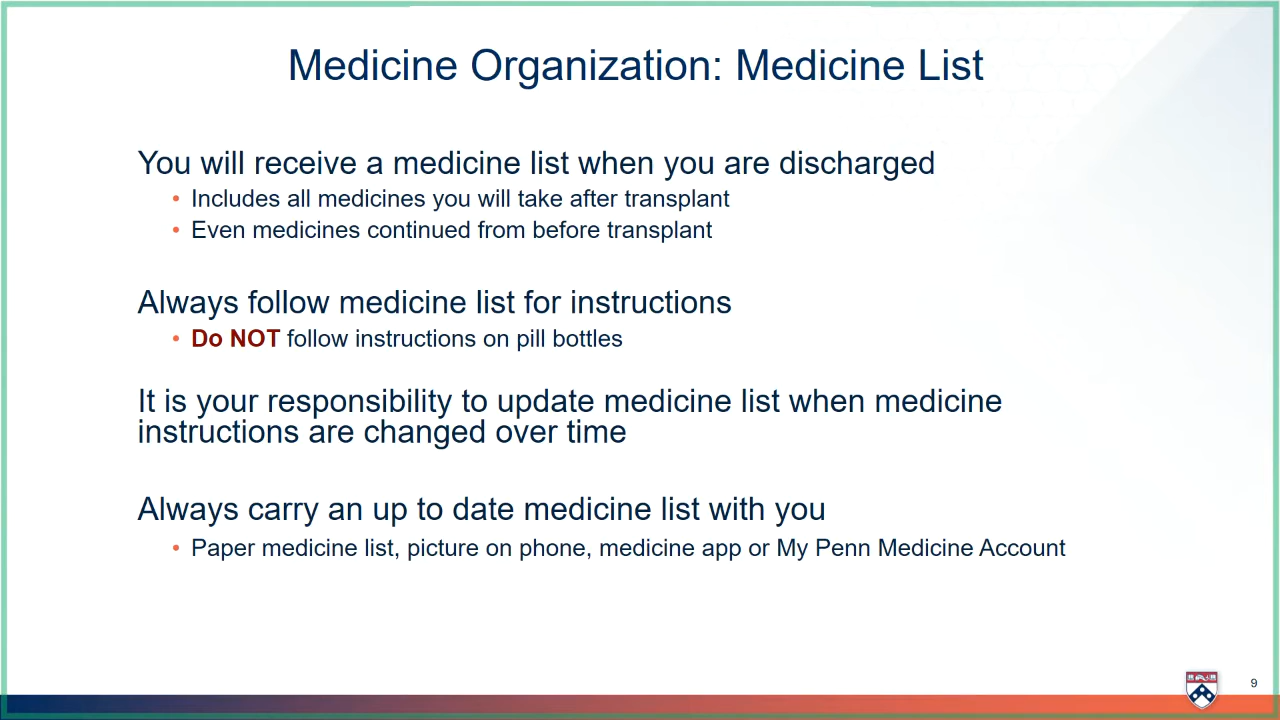 Medicine Organization: Medicine List
You will receive a medicine list when you are discharged
• Includes all medicines you will take after transplant
• Even medicines continued from before transplant
Always follow medicine list for instructions
• Do NOT follow instructions on pill bottles
It is your responsibility to update medicine list when medicine
instructions are changed over time
Always carry an up to date medicine list with you
• Paper medicine list, picture on phone, medicine app or My Penn Medicine Account
9